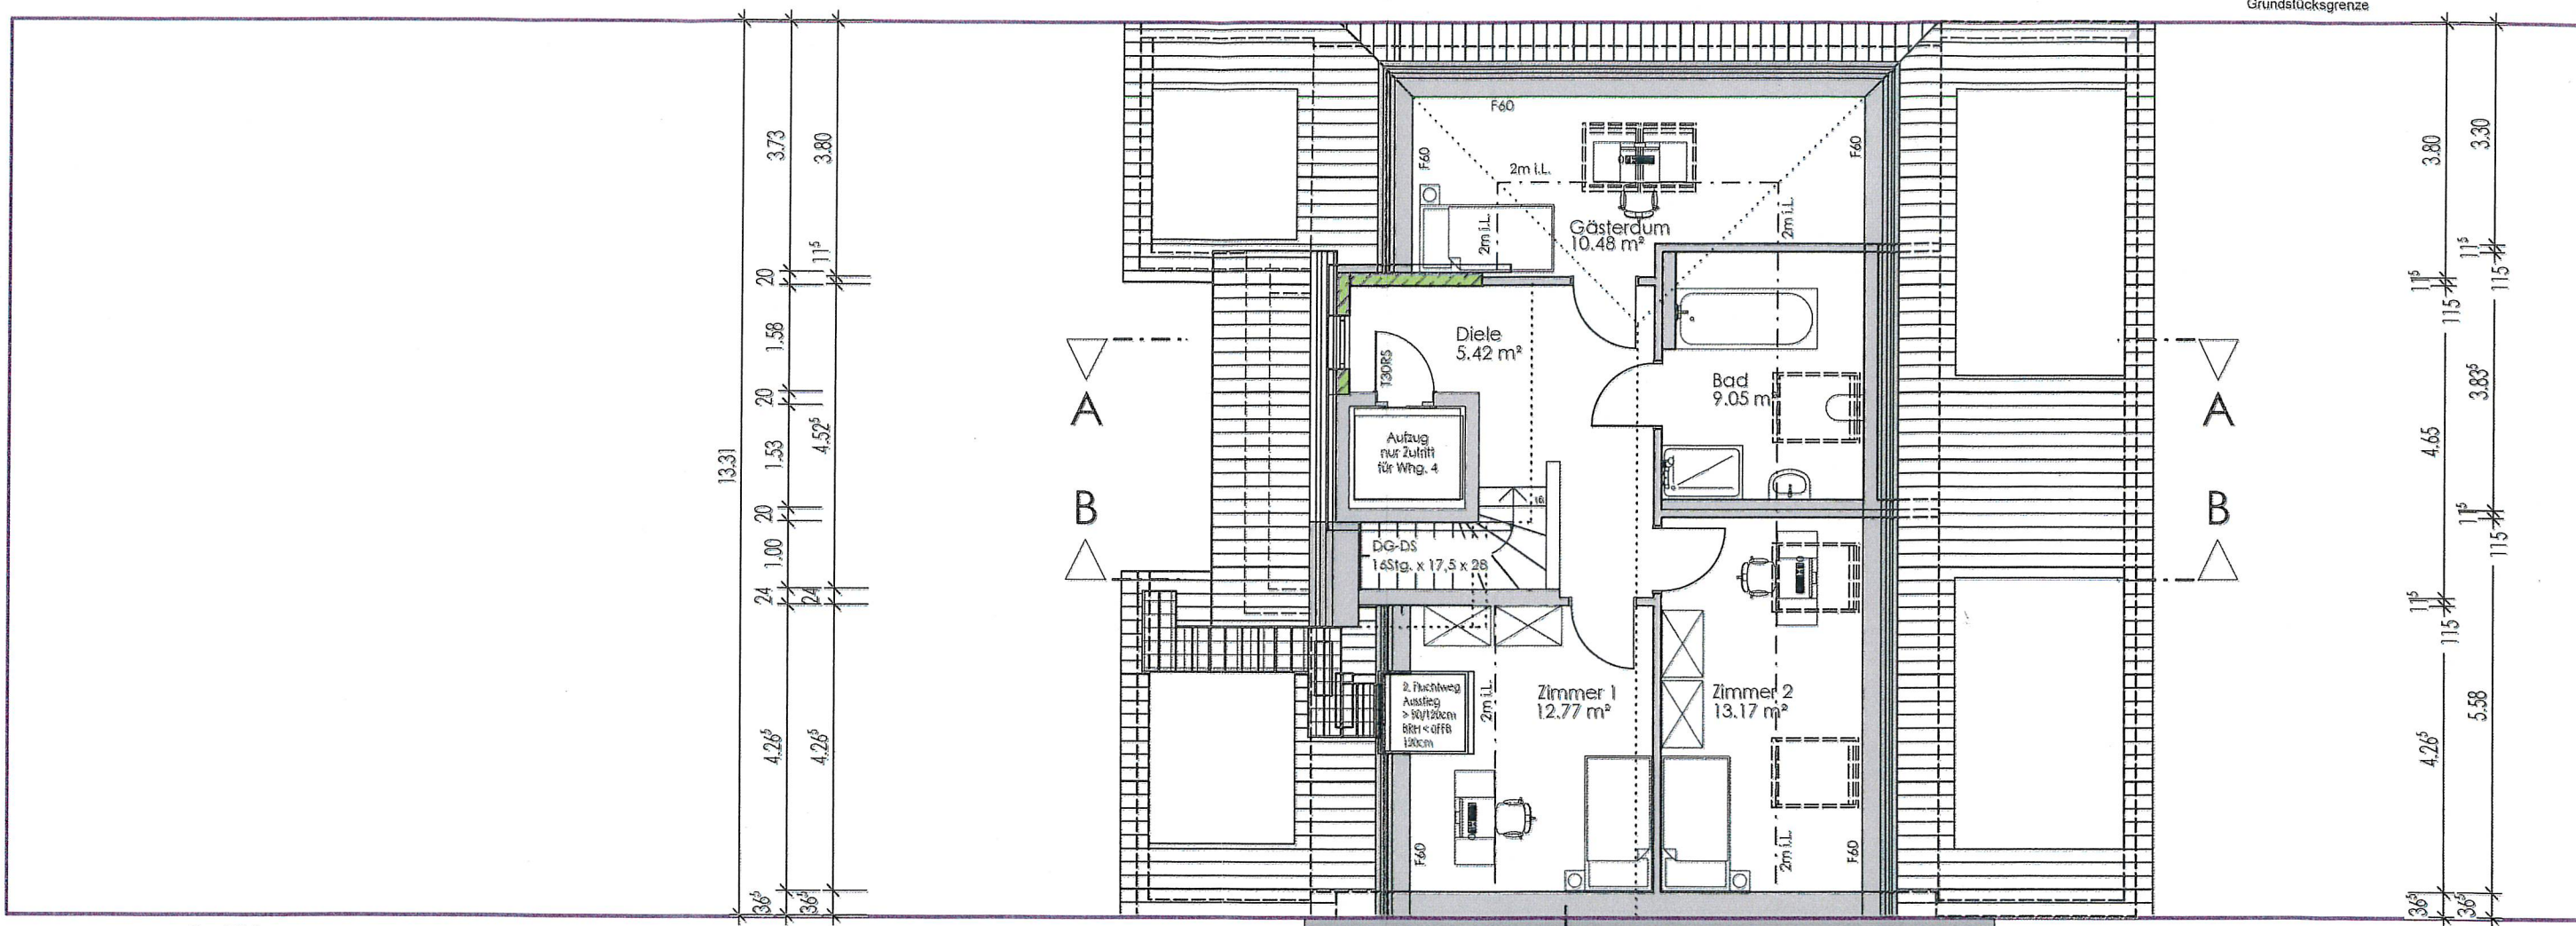 Grundstücksgrenze
13.31
3.73
20
1.58
20
1.53
20
1.00
24
4.26⁵
36⁵
3.80
11⁵
4.52⁵
24
4.26⁵
36⁵
A
B
F60
F60
F60
2m i.L.
2m i.L.
2m i.L.
Gästeraum
10.48 m²
Diele
5.42 m²
T30RS
Aufzug
nur Zutritt
für Whg. 4
Bad
9.05 m²
16
DG-DS
16Stg. x 17,5 x 28
2. Fluchtweg
Ausstieg
> 90/120cm
BRH < OFFB
120cm
2m i.L.
Zimmer 1
12.77 m²
Zimmer 2
13.17 m²
F60
2m i.L.
F60
A
B
3.80
11⁵
115
4.65
11⁵
115
4.26⁵
36⁵
3.30
11⁵
115
3.83⁵
11⁵
115
5.58
36⁵